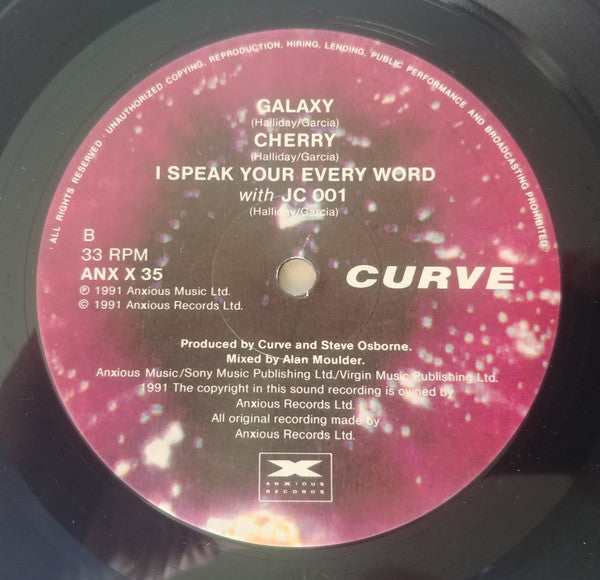 ALL RIGHTS RESERVED · UNAUTHORIZED COPYING, REPRODUCTION, HIRING, LENDING, PUBLIC PERFORMANCE AND BROADCASTING PROHIBITED ·
GALAXY
(Halliday/Garcia)
CHERRY
(Halliday/Garcia)
I SPEAK YOUR EVERY WORD
with JC 001
(Halliday/Garcia)
B
33 RPM
ANX X 35
℗ 1991 Anxious Music Ltd.
© 1991 Anxious Records Ltd.
CURVE
Produced by Curve and Steve Osborne.
Mixed by Alan Moulder.
Anxious Music/Sony Music Publishing Ltd./Virgin Music Publishing Ltd.
1991 The copyright in this sound recording is owned by
Anxious Records Ltd.
All original recording made by
Anxious Records Ltd.
X
ANXIOUS
RECORDS